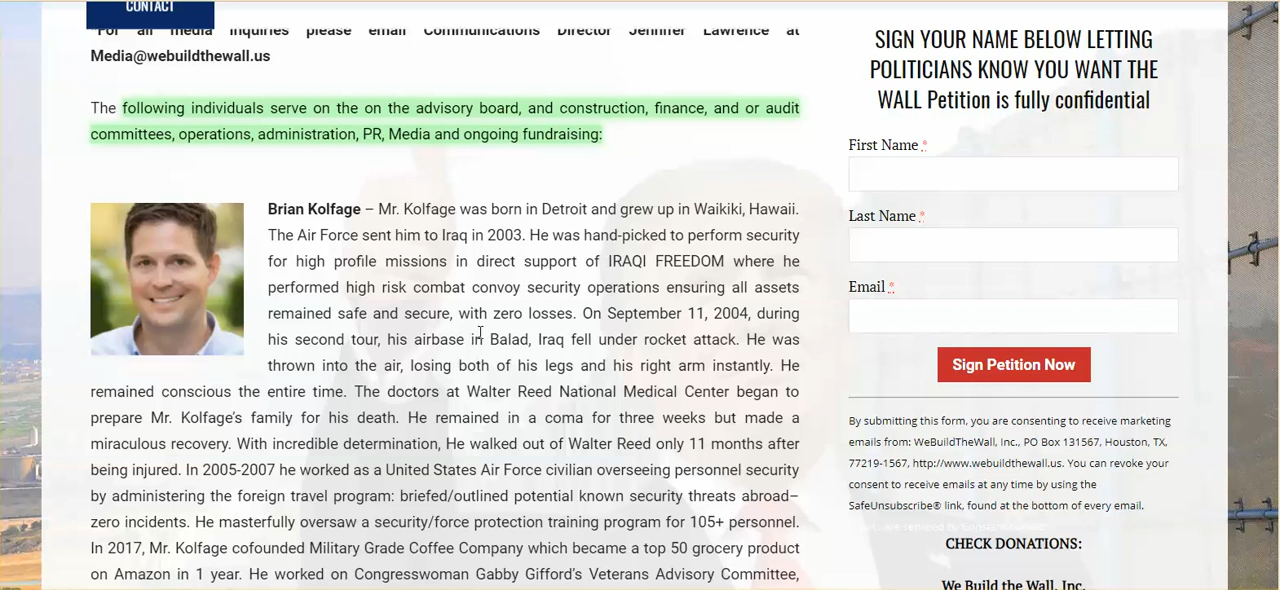 CONTACT
*For all media inquiries please email Communications Director Jennifer Lawrence at
Media@webuildthewall.us
The following individuals serve on the on the advisory board, and construction, finance, and or audit
committees, operations, administration, PR, Media and ongoing fundraising:
Brian Kolfage – Mr. Kolfage was born in Detroit and grew up in Waikiki, Hawaii.
The Air Force sent him to Iraq in 2003. He was hand-picked to perform security
for high profile missions in direct support of IRAQI FREEDOM where he
performed high risk combat convoy security operations ensuring all assets
remained safe and secure, with zero losses. On September 11, 2004, during
his second tour, his airbase in Balad, Iraq fell under rocket attack. He was
thrown into the air, losing both of his legs and his right arm instantly. He
remained conscious the entire time. The doctors at Walter Reed National Medical Center began to
prepare Mr. Kolfage's family for his death. He remained in a coma for three weeks but made a
miraculous recovery. With incredible determination, He walked out of Walter Reed only 11 months after
being injured. In 2005-2007 he worked as a United States Air Force civilian overseeing personnel security
by administering the foreign travel program: briefed/outlined potential known security threats abroad–
zero incidents. He masterfully oversaw a security/force protection training program for 105+ personnel.
In 2017, Mr. Kolfage cofounded Military Grade Coffee Company which became a top 50 grocery product
on Amazon in 1 year. He worked on Congresswoman Gabby Gifford's Veterans Advisory Committee,
SIGN YOUR NAME BELOW LETTING
POLITICIANS KNOW YOU WANT THE
WALL Petition is fully confidential
First Name *
Last Name *
Email *
Sign Petition Now
By submitting this form, you are consenting to receive marketing
emails from: WeBuildTheWall, Inc., PO Box 131567, Houston, TX,
77219-1567, http://www.webuildthewall.us. You can revoke your
consent to receive emails at any time by using the
SafeUnsubscribe® link, found at the bottom of every email.
CHECK DONATIONS:
We Build the Wall, Inc.